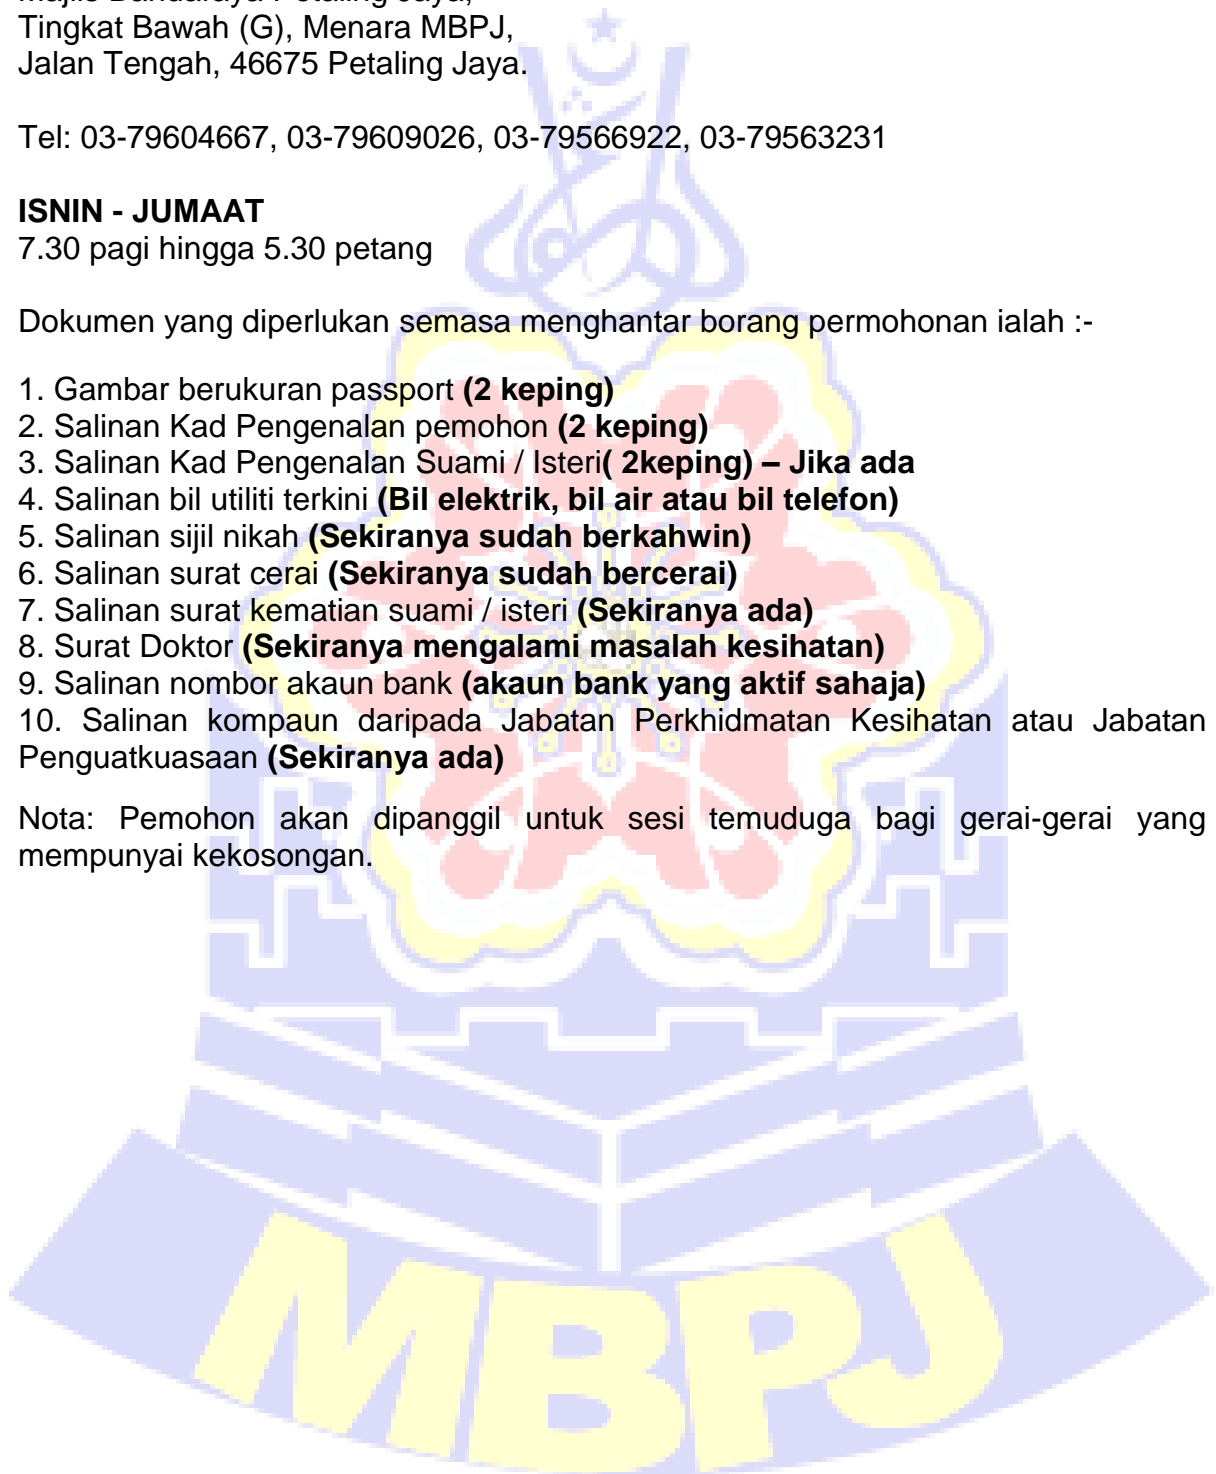 Majlis Bandaraya Petaling Jaya,
Tingkat Bawah (G), Menara MBPJ,
Jalan Tengah, 46675 Petaling Jaya.
Tel: 03-79604667, 03-79609026, 03-79566922, 03-79563231
ISNIN - JUMAAT
7.30 pagi hingga 5.30 petang
Dokumen yang diperlukan semasa menghantar borang permohonan ialah :-
1. Gambar berukuran passport (2 keping)
2. Salinan Kad Pengenalan pemohon (2 keping)
3. Salinan Kad Pengenalan Suami / Isteri( 2keping) – Jika ada
4. Salinan bil utiliti terkini (Bil elektrik, bil air atau bil telefon)
5. Salinan sijil nikah (Sekiranya sudah berkahwin)
6. Salinan surat cerai (Sekiranya sudah bercerai)
7. Salinan surat kematian suami / isteri (Sekiranya ada)
8. Surat Doktor (Sekiranya mengalami masalah kesihatan)
9. Salinan nombor akaun bank (akaun bank yang aktif sahaja)
10. Salinan kompaun daripada Jabatan Perkhidmatan Kesihatan atau Jabatan
Penguatkuasaan (Sekiranya ada)
Nota: Pemohon akan dipanggil untuk sesi temuduga bagi gerai-gerai yang
mempunyai kekosongan.
MBPJ